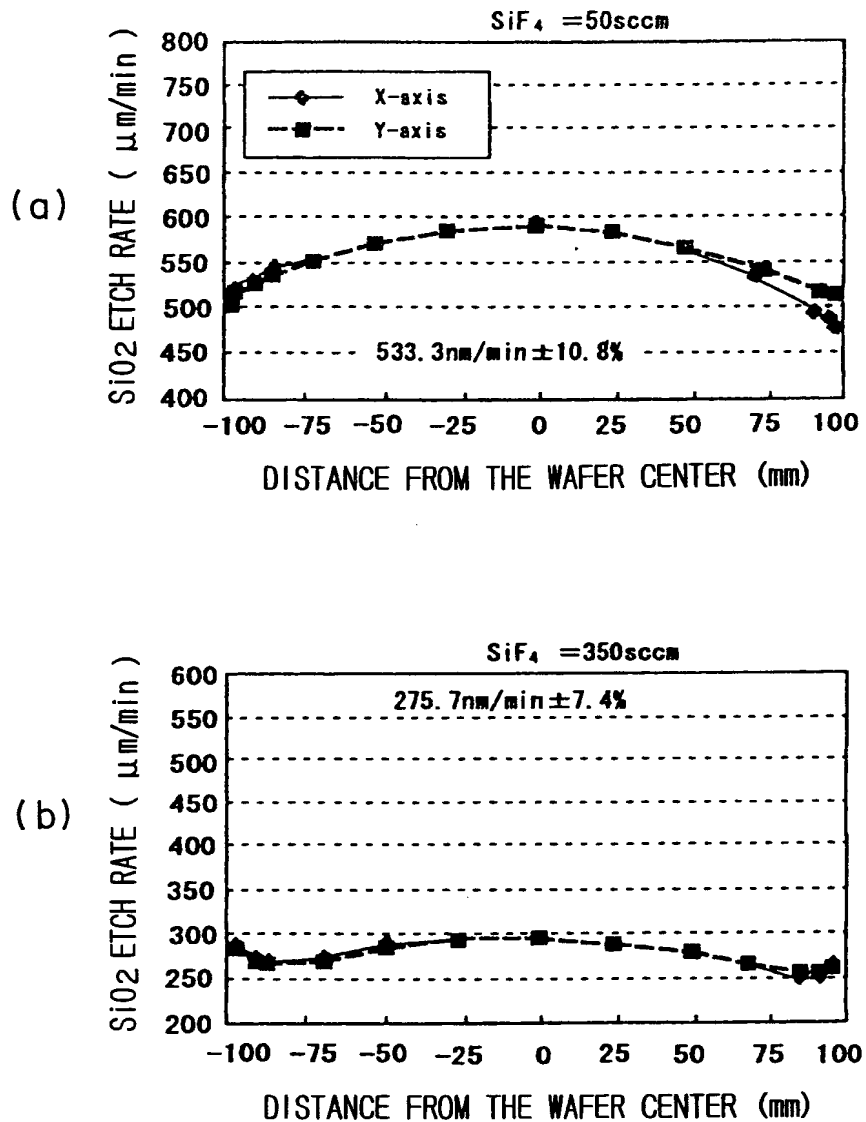 SiF4 =50sccm
(a)
SiO2 ETCH RATE ( μm/min )
800
750
700
650
600
550
500
450
400
X-axis
Y-axis
533.3nm/min±10.8%
-100 -75 -50 -25 0 25 50 75 100
DISTANCE FROM THE WAFER CENTER (mm)
SiF4 =350sccm
(b)
SiO2 ETCH RATE ( μm/min )
600
550
500
450
400
350
300
250
200
275.7nm/min±7.4%
-100 -75 -50 -25 0 25 50 75 100
DISTANCE FROM THE WAFER CENTER (mm)